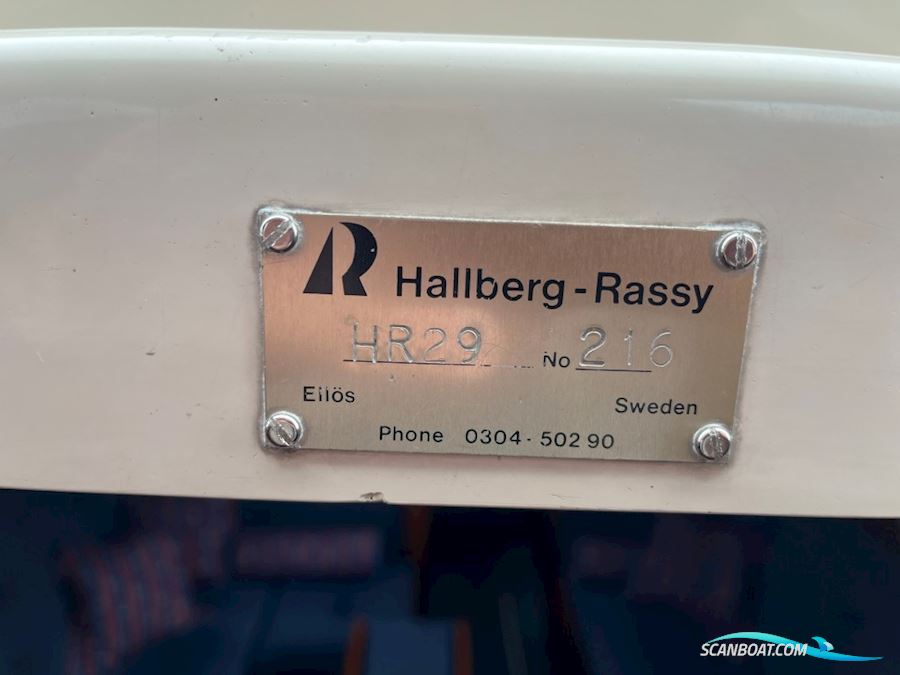 R Hallberg-Rassy
HR29 No 216
Ellös
Sweden
Phone 0304-502 90
SCANBOAT.COM